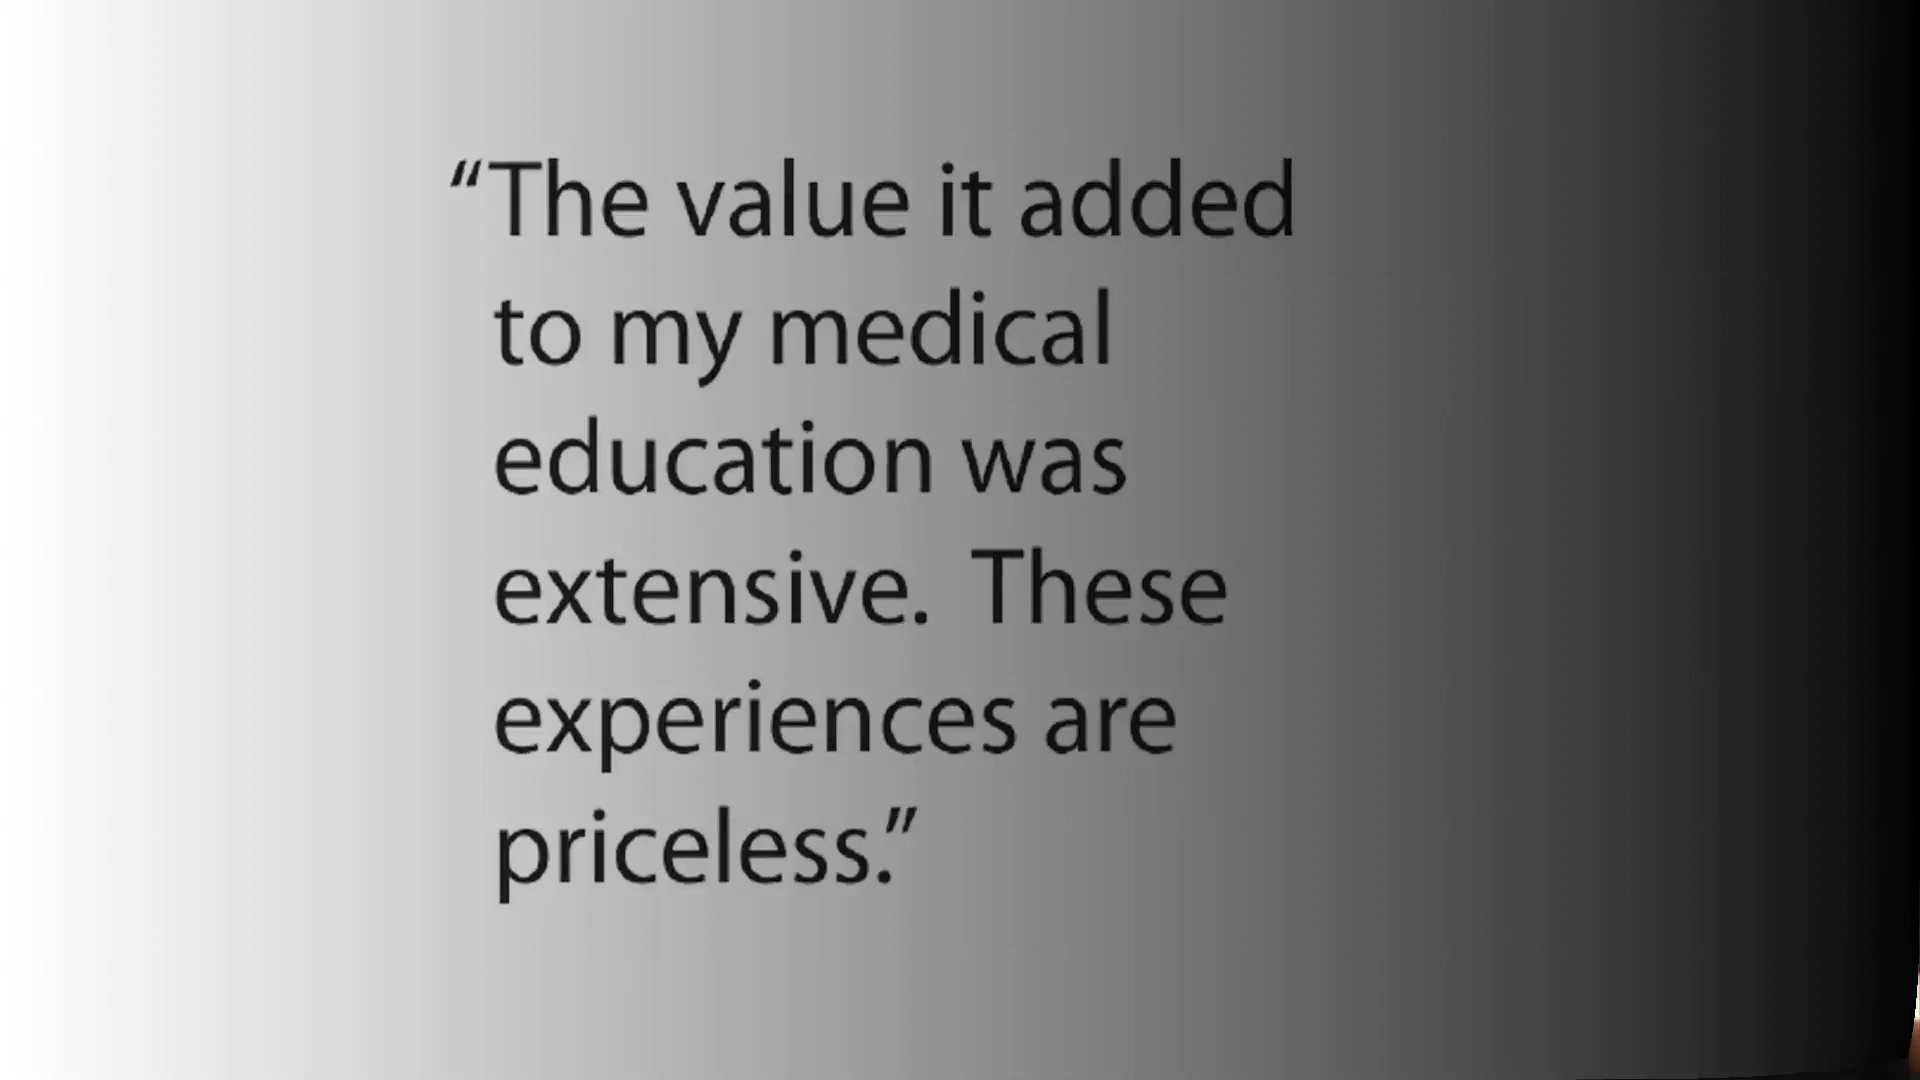 “The value it added
to my medical
education was
extensive.  These
experiences are
priceless.”